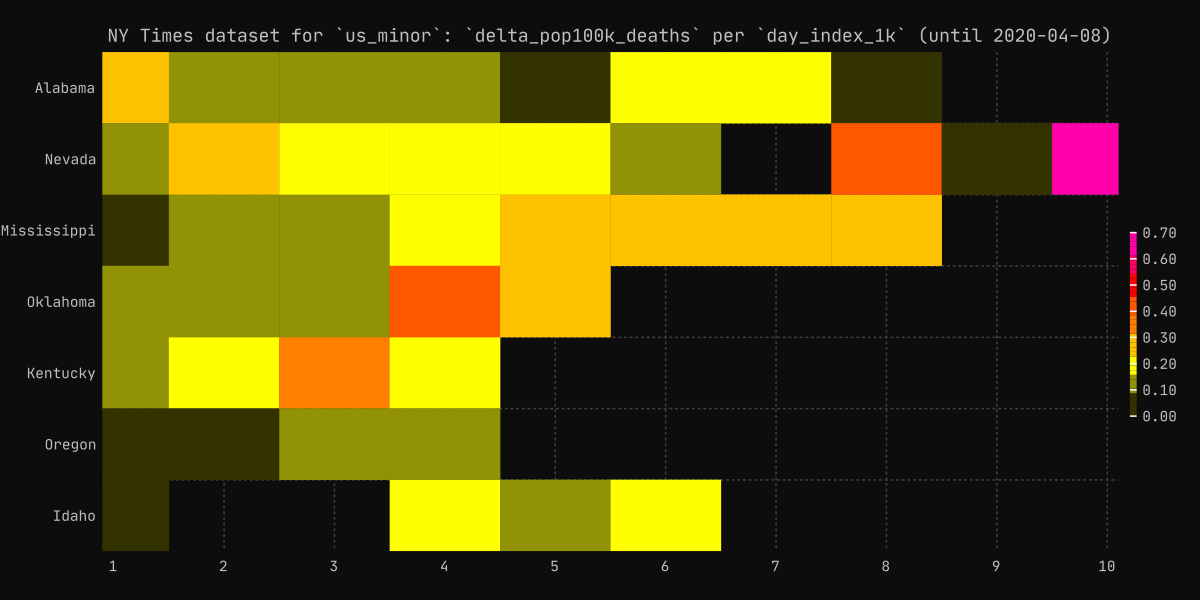 NY Times dataset for `us_minor`: `delta_pop100k_deaths` per `day_index_1k` (until 2020-04-08)
Alabama
Nevada
Mississippi
Oklahoma
Kentucky
Oregon
Idaho
1 2 3 4 5 6 7 8 9 10
0.70
0.60
0.50
0.40
0.30
0.20
0.10
0.00